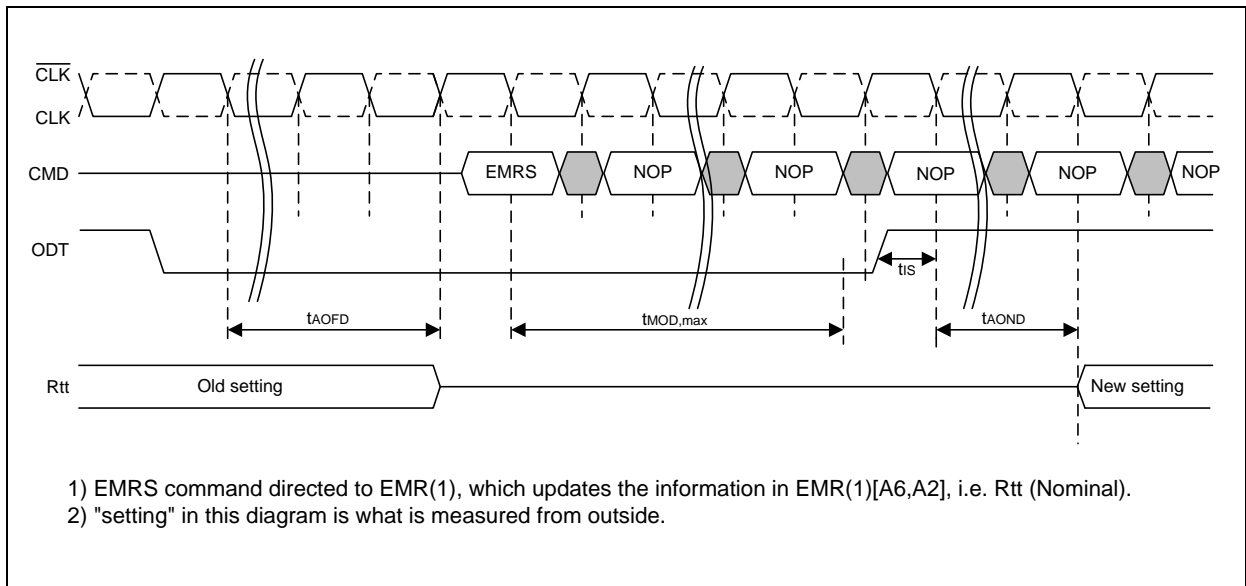 CLK
CLK
CMD EMRS NOP NOP NOP NOP NOP
ODT
tIS
tAOFD tMOD,max tAOND
Rtt Old setting New setting
1) EMRS command directed to EMR(1), which updates the information in EMR(1)[A6,A2], i.e. Rtt (Nominal).
2) "setting" in this diagram is what is measured from outside.